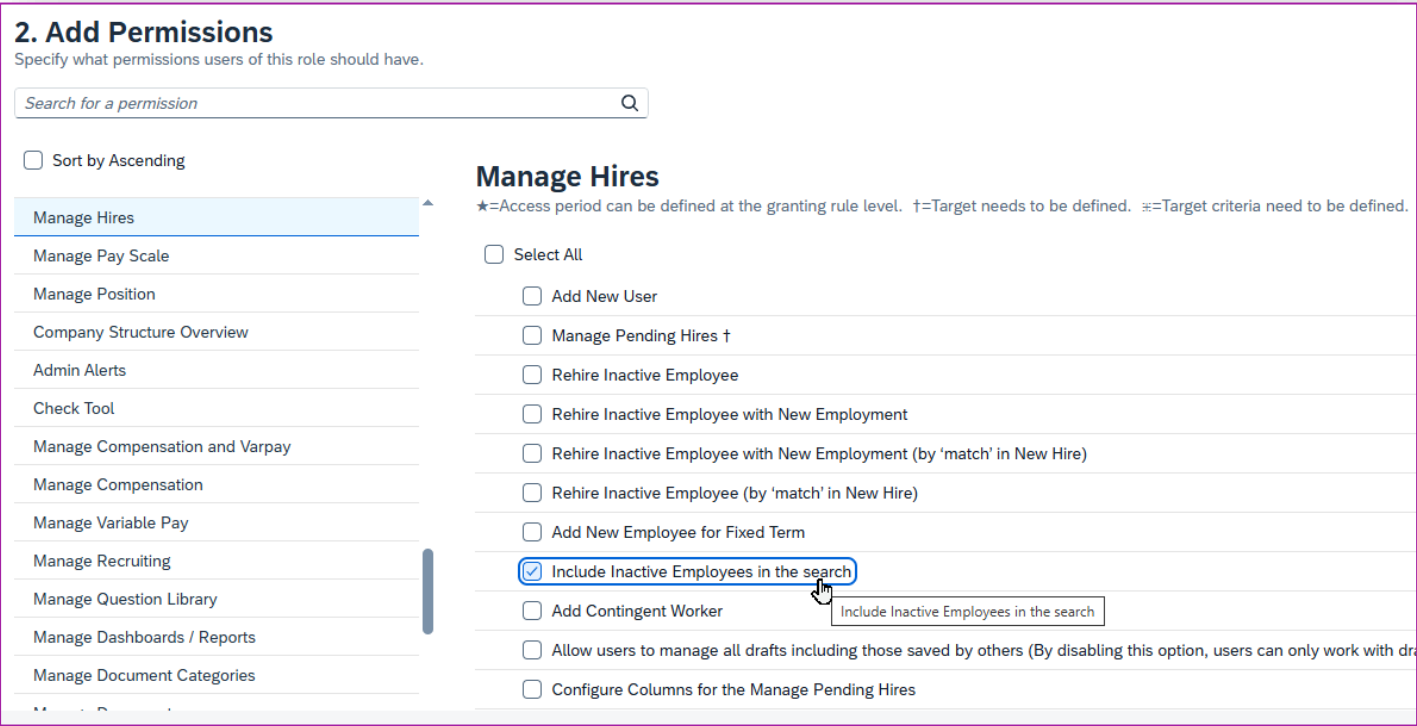 2. Add Permissions
Specify what permissions users of this role should have.
Search for a permission
Sort by Ascending
Manage Hires
Manage Pay Scale
Manage Position
Company Structure Overview
Admin Alerts
Check Tool
Manage Compensation and Varpay
Manage Compensation
Manage Variable Pay
Manage Recruiting
Manage Question Library
Manage Dashboards / Reports
Manage Document Categories
Manage Hires
★=Access period can be defined at the granting rule level. †=Target needs to be defined. ⁜=Target criteria need to be defined.
Select All
Add New User
Manage Pending Hires †
Rehire Inactive Employee
Rehire Inactive Employee with New Employment
Rehire Inactive Employee with New Employment (by ‘match’ in New Hire)
Rehire Inactive Employee (by ‘match’ in New Hire)
Add New Employee for Fixed Term
Include Inactive Employees in the search
Add Contingent Worker
Include Inactive Employees in the search
Allow users to manage all drafts including those saved by others (By disabling this option, users can only work with
Configure Columns for the Manage Pending Hires